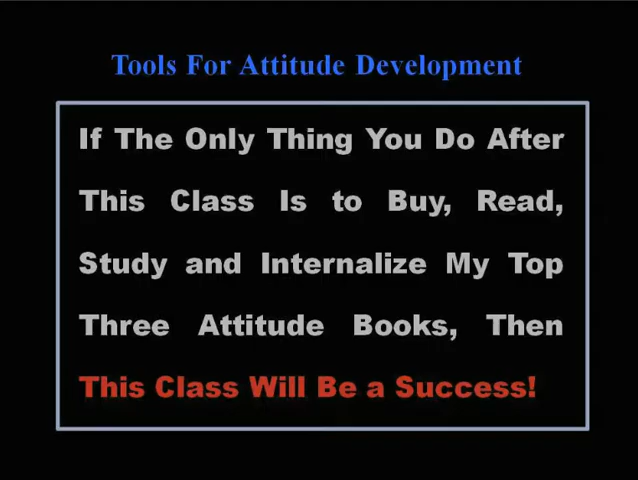 Tools For Attitude Development
If The Only Thing You Do After
This Class Is to Buy, Read,
Study and Internalize My Top
Three Attitude Books, Then
This Class Will Be a Success!